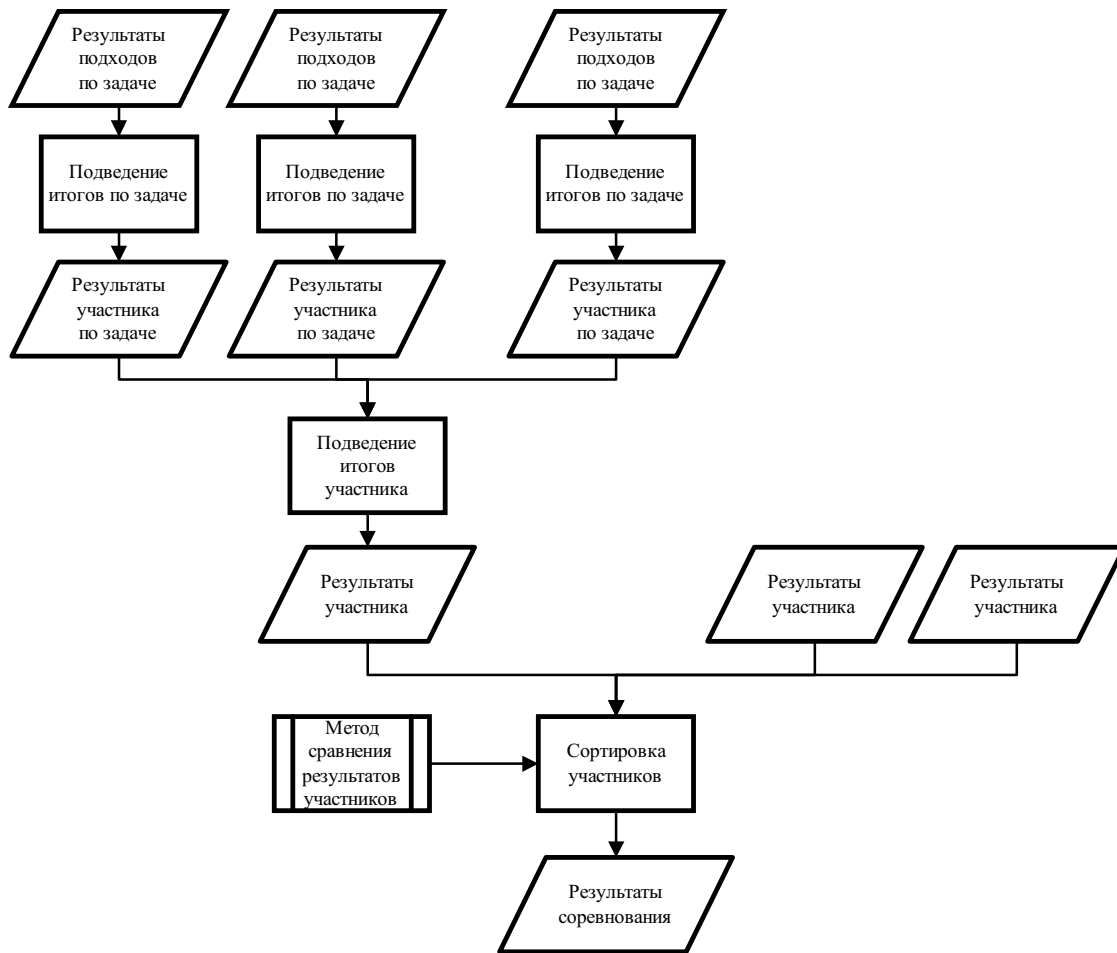 Результаты
подходов
по задаче
Результаты
подходов
по задаче
Результаты
подходов
по задаче
Подведение
итогов по задаче
Подведение
итогов по задаче
Подведение
итогов по задаче
Результаты
участника
по задаче
Результаты
участника
по задаче
Результаты
участника
по задаче
Подведение
итогов
участника
Результаты
участника
Результаты
участника
Результаты
участника
Метод
сравнения
результатов
участников
Сортировка
участников
Результаты
соревнования